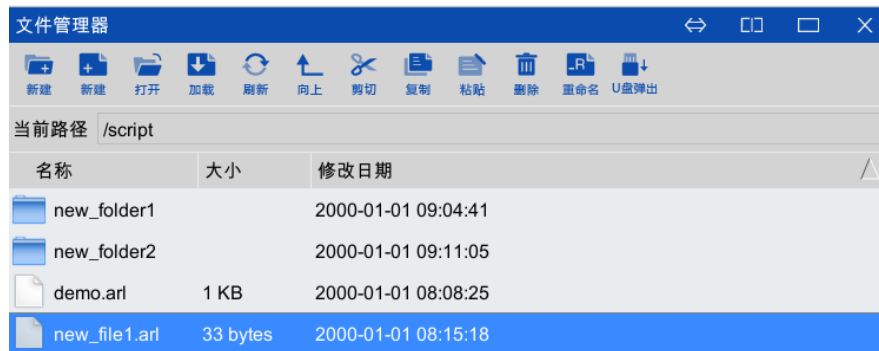 文件管理器
新建 新建 打开 加载 刷新 向上 剪切 复制 粘贴 删除 -R 重命名 U盘弹出
当前路径 /script
名称 大小 修改日期
new_folder1 2000-01-01 09:04:41
new_folder2 2000-01-01 09:11:05
demo.arl 1 KB 2000-01-01 08:08:25
new_file1.arl 33 bytes 2000-01-01 08:15:18